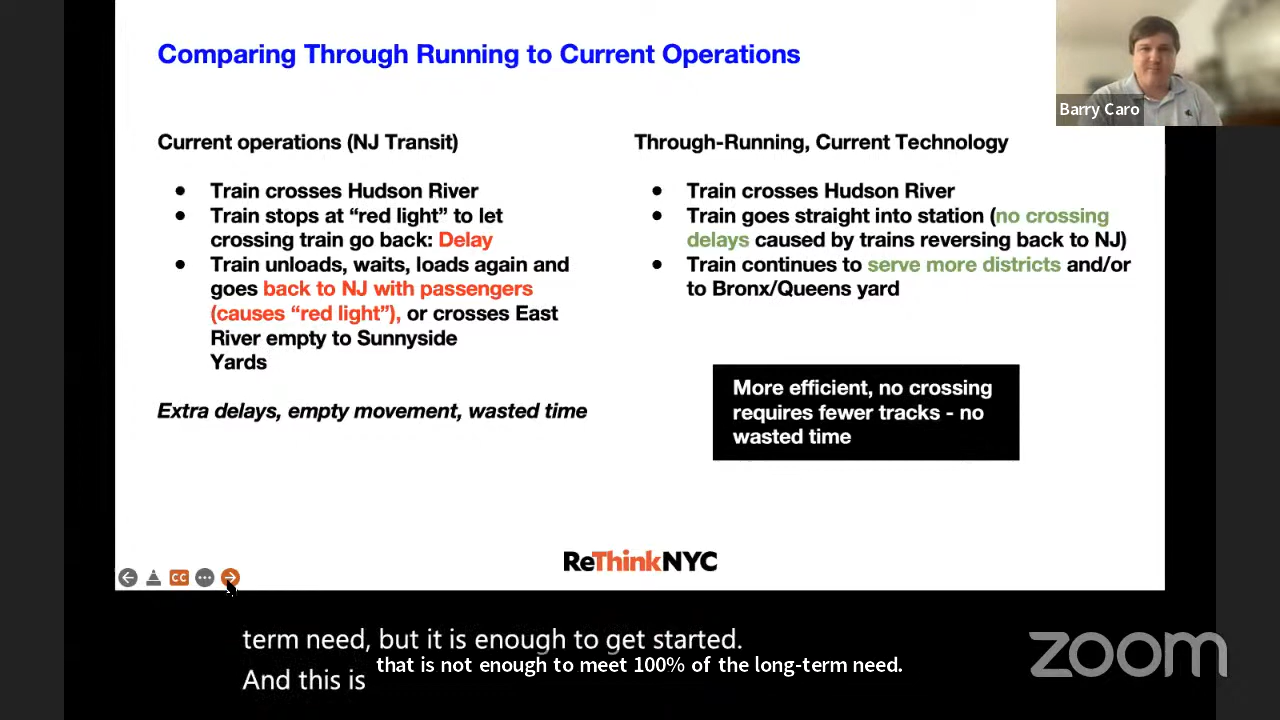 Comparing Through Running to Current Operations
Barry Caro
Current operations (NJ Transit)
● Train crosses Hudson River
● Train stops at “red light” to let
crossing train go back: Delay
● Train unloads, waits, loads again and
goes back to NJ with passengers
(causes “red light”), or crosses East
River empty to Sunnyside
Yards
Extra delays, empty movement, wasted time
Through-Running, Current Technology
● Train crosses Hudson River
● Train goes straight into station (no crossing
delays caused by trains reversing back to NJ)
● Train continues to serve more districts and/or
to Bronx/Queens yard
More efficient, no crossing
requires fewer tracks - no
wasted time
ReThinkNYC
CC
term need, but it is enough to get started.
And this is
that is not enough to meet 100% of the long-term need.
zoom